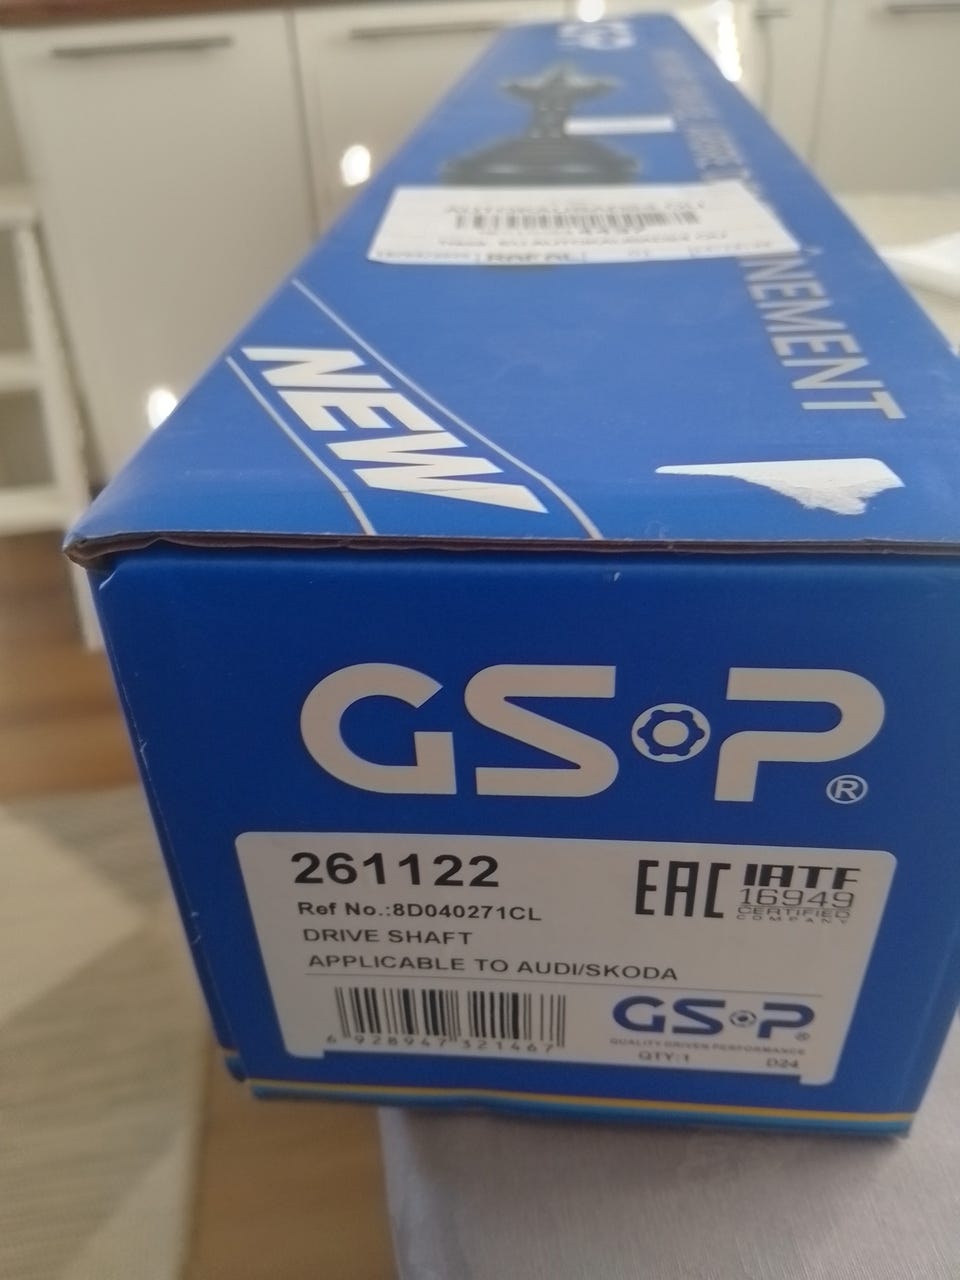 GSP
NEMENT
NEW
GSP®
261122
EAC
IATF
16949
CERTIFIED
COMPANY
Ref No.:8D040271CL
DRIVE SHAFT
APPLICABLE TO AUDI/SKODA
6 928947 321467
GSP®
QUALITY DRIVEN PERFORMANCE
QTY:1
D24